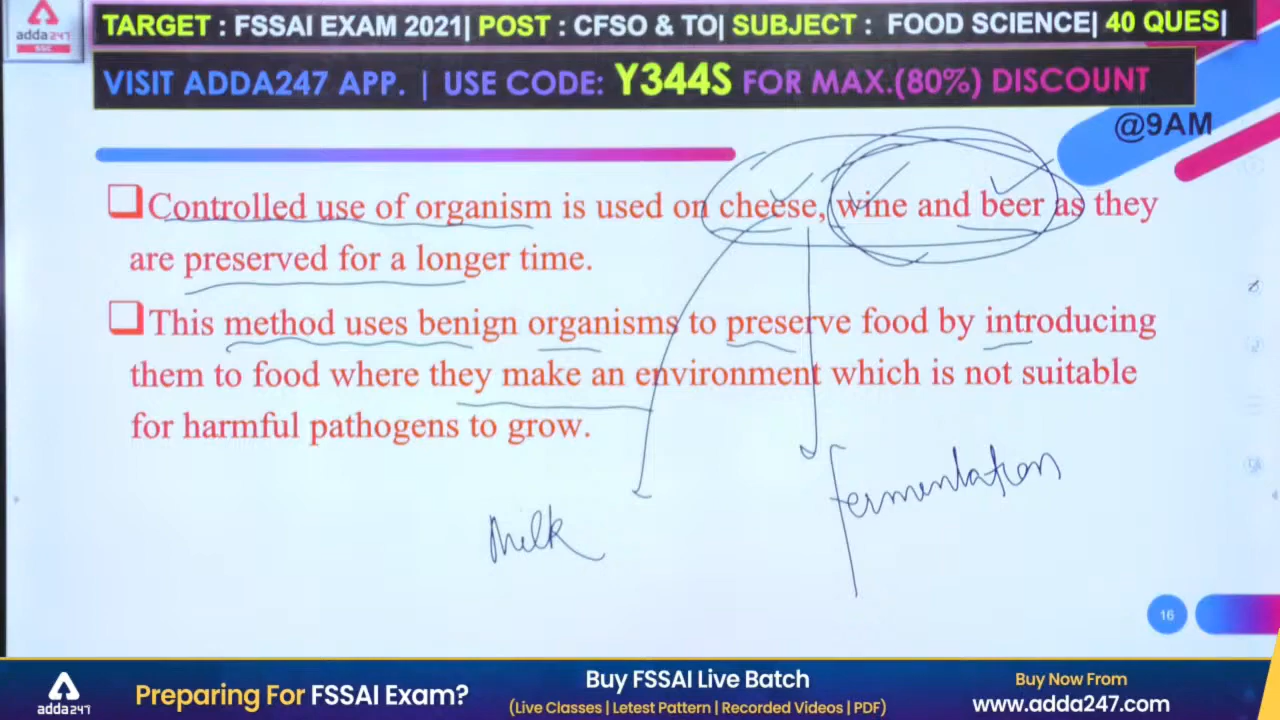 adda247
SSC
TARGET : FSSAI EXAM 2021| POST : CFSO & TO| SUBJECT : FOOD SCIENCE| 40 QUES|
VISIT ADDA247 APP. | USE CODE: Y344S FOR MAX.(80%) DISCOUNT
@9AM
Controlled use of organism is used on cheese, wine and beer as they
are preserved for a longer time.
This method uses benign organisms to preserve food by introducing
them to food where they make an environment which is not suitable
for harmful pathogens to grow.
Milk
fermentation
16
adda247
Preparing For FSSAI Exam?
Buy FSSAI Live Batch
(Live Classes | Letest Pattern | Recorded Videos | PDF)
Buy Now From
www.adda247.com